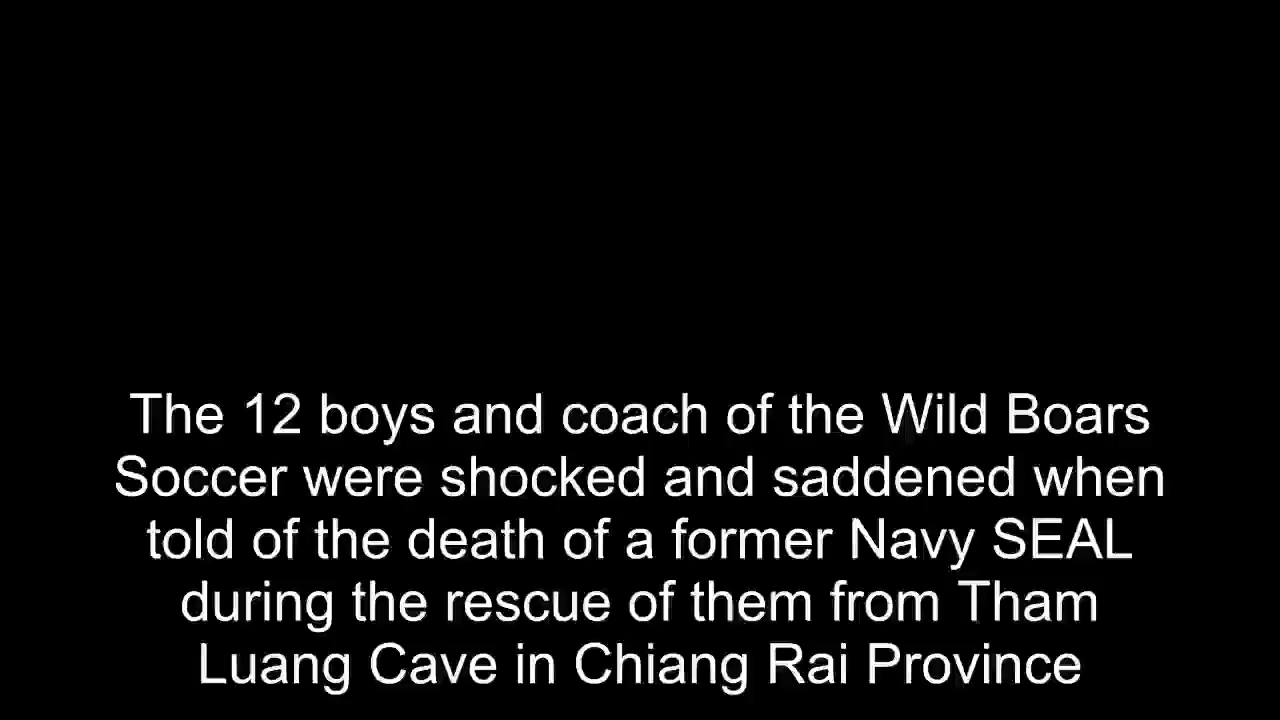 The 12 boys and coach of the Wild Boars
Soccer were shocked and saddened when
told of the death of a former Navy SEAL
during the rescue of them from Tham
Luang Cave in Chiang Rai Province